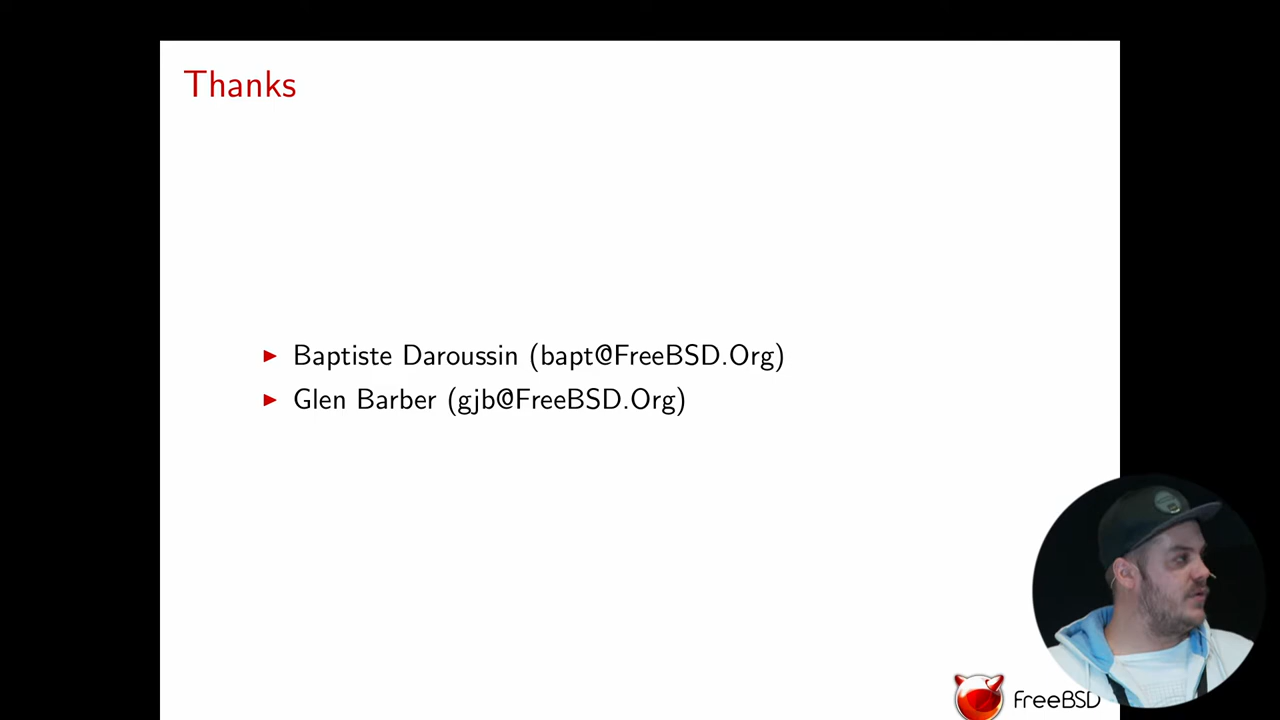 Thanks
▶ Baptiste Daroussin (bapt@FreeBSD.Org)
▶ Glen Barber (gjb@FreeBSD.Org)
FreeBSD